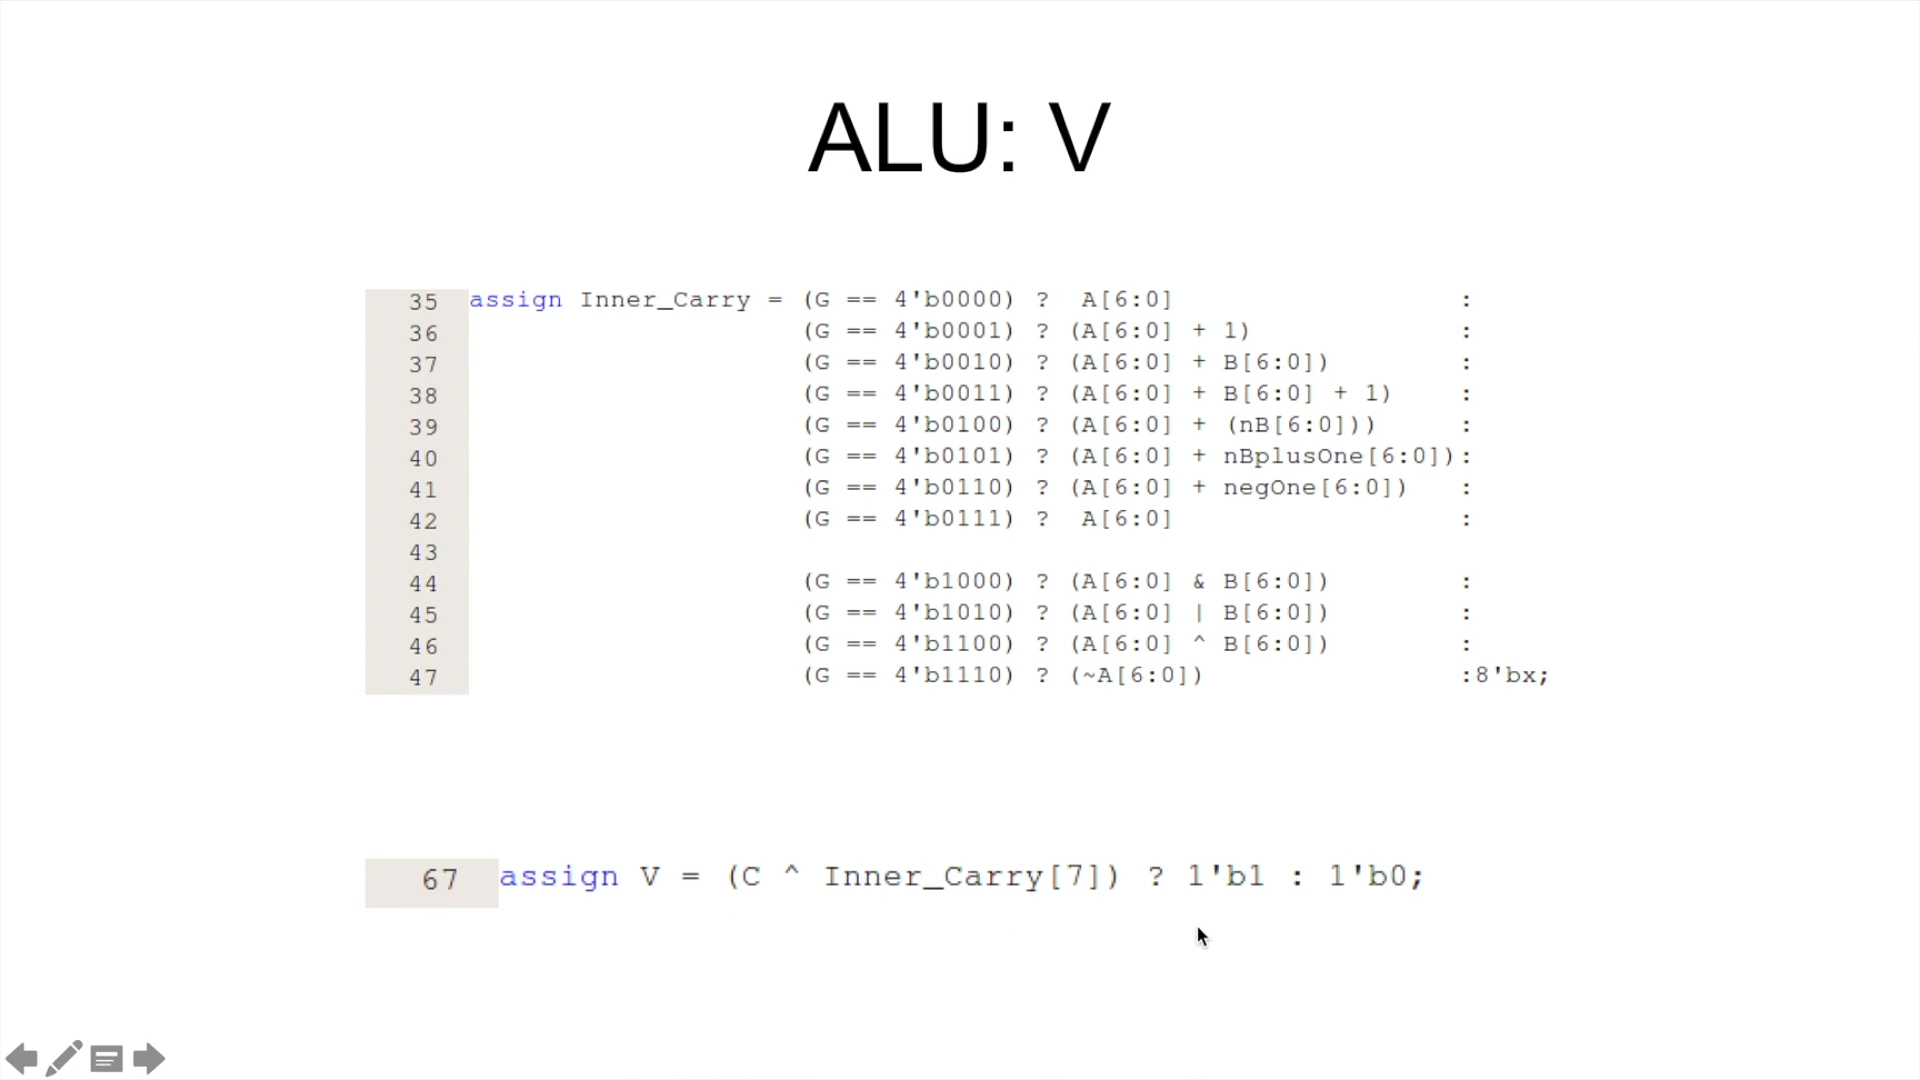 ALU: V
35 assign Inner_Carry = (G == 4'b0000) ? A[6:0] :
36 (G == 4'b0001) ? (A[6:0] + 1) :
37 (G == 4'b0010) ? (A[6:0] + B[6:0]) :
38 (G == 4'b0011) ? (A[6:0] + B[6:0] + 1) :
39 (G == 4'b0100) ? (A[6:0] + (nB[6:0])) :
40 (G == 4'b0101) ? (A[6:0] + nBplusOne[6:0]) :
41 (G == 4'b0110) ? (A[6:0] + negOne[6:0]) :
42 (G == 4'b0111) ? A[6:0] :
43
44 (G == 4'b1000) ? (A[6:0] & B[6:0]) :
45 (G == 4'b1010) ? (A[6:0] | B[6:0]) :
46 (G == 4'b1100) ? (A[6:0] ^ B[6:0]) :
47 (G == 4'b1110) ? (~A[6:0]) :8'bx;
67 assign V = (C ^ Inner_Carry[7]) ? 1'b1 : 1'b0;